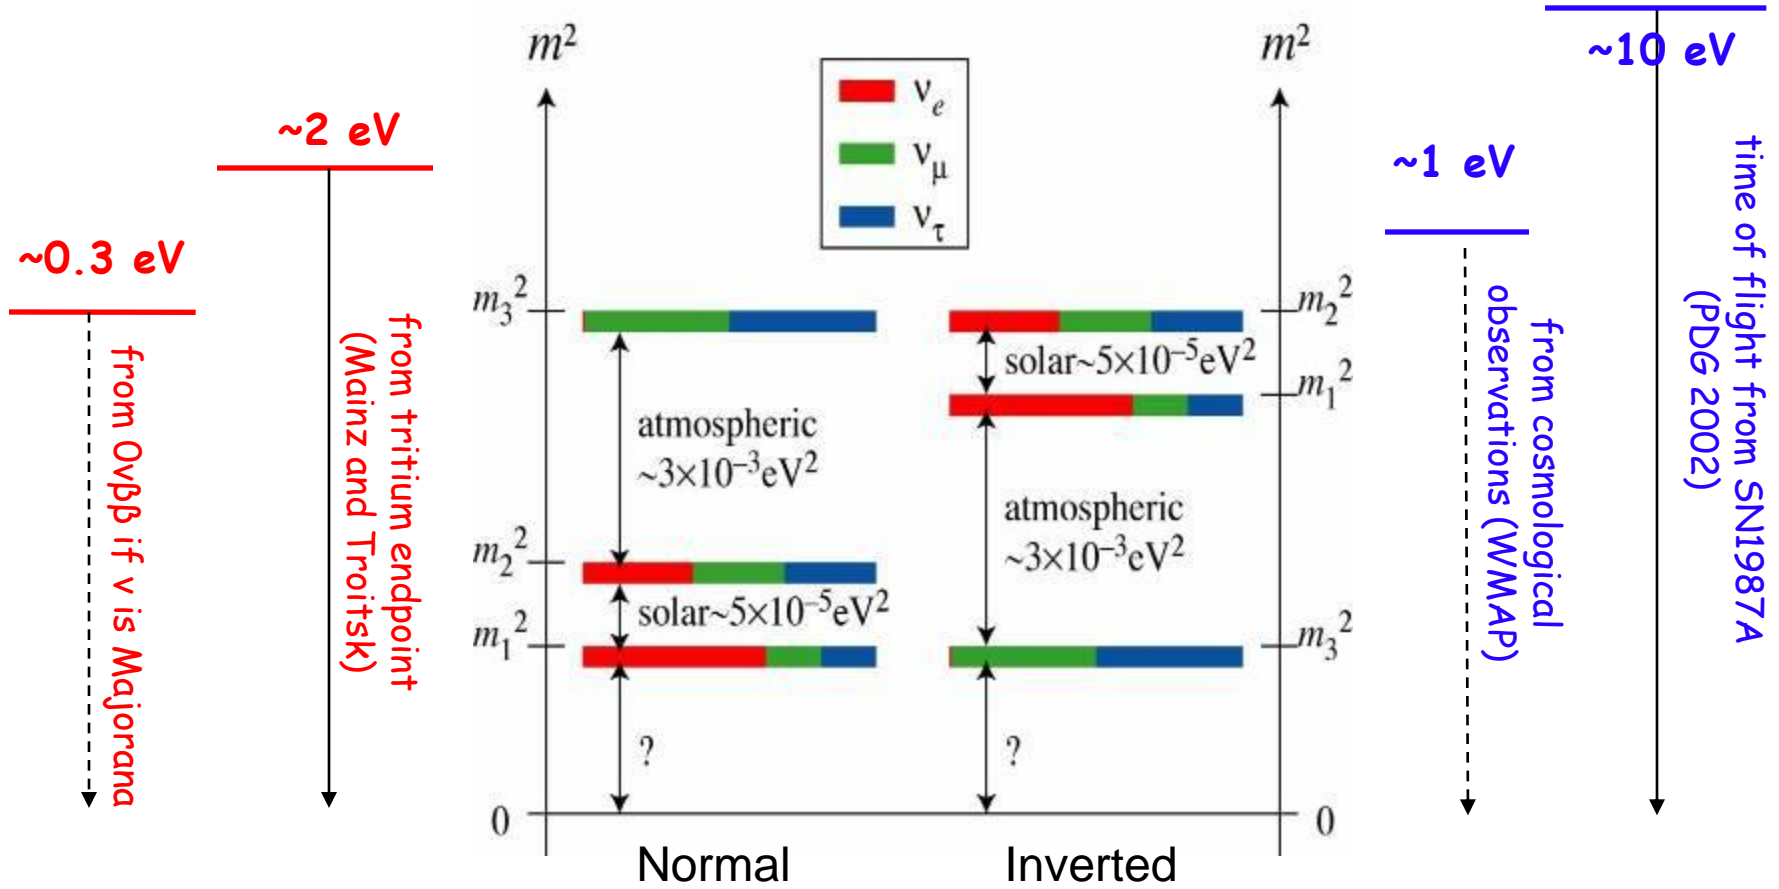 ~0.3 eV
from 0νββ if ν is Majorana
~2 eV
from tritium endpoint
(Mainz and Troitsk)
m²
ν_e
ν_μ
ν_τ
m₃²
atmospheric
~3×10⁻³eV²
m₂²
solar~5×10⁻⁵eV²
m₁²
?
0
Normal
m²
m₂²
solar~5×10⁻⁵eV²
m₁²
atmospheric
~3×10⁻³eV²
m₃²
?
0
Inverted
~1 eV
from cosmological
observations (WMAP)
~10 eV
time of flight from SN1987A
(PDG 2002)